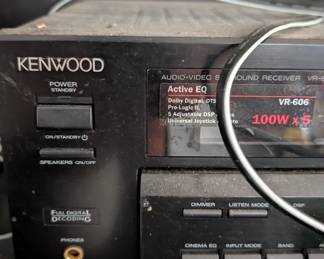 KENWOOD
AUDIO-VIDEO SURROUND RECEIVER VR-6
POWER
STANDBY
Active EQ
Dolby Digital, DTS
Pro-Logic II,
VR-606
5 Adjustable DSP
Universal Joystick
100W x 5
ON/STANDBY
SPEAKERS ON/OFF
FULL DIGITAL
DECODING
DIMMER
LISTEN MODE
DSP
PHONES
CINEMA EQ
INPUT MODE
BAND